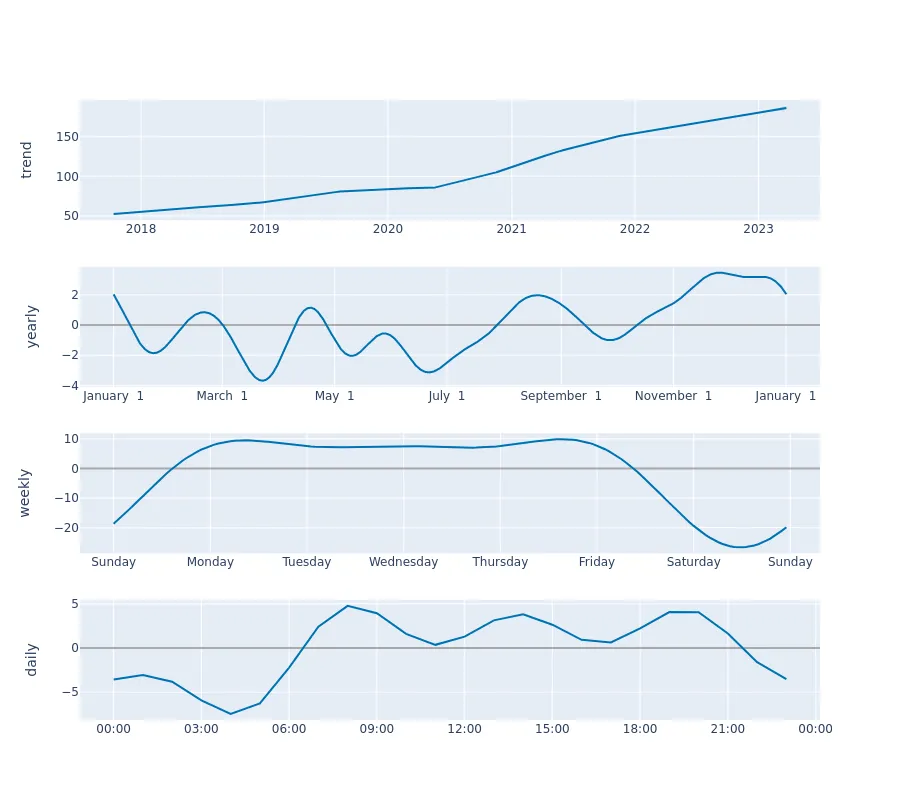 trend
150
100
50
2018 2019 2020 2021 2022 2023
yearly
2
0
−2
−4
January 1 March 1 May 1 July 1 September 1 November 1 January 1
weekly
10
0
−10
−20
Sunday Monday Tuesday Wednesday Thursday Friday Saturday Sunday
daily
5
0
−5
00:00 03:00 06:00 09:00 12:00 15:00 18:00 21:00 00:00